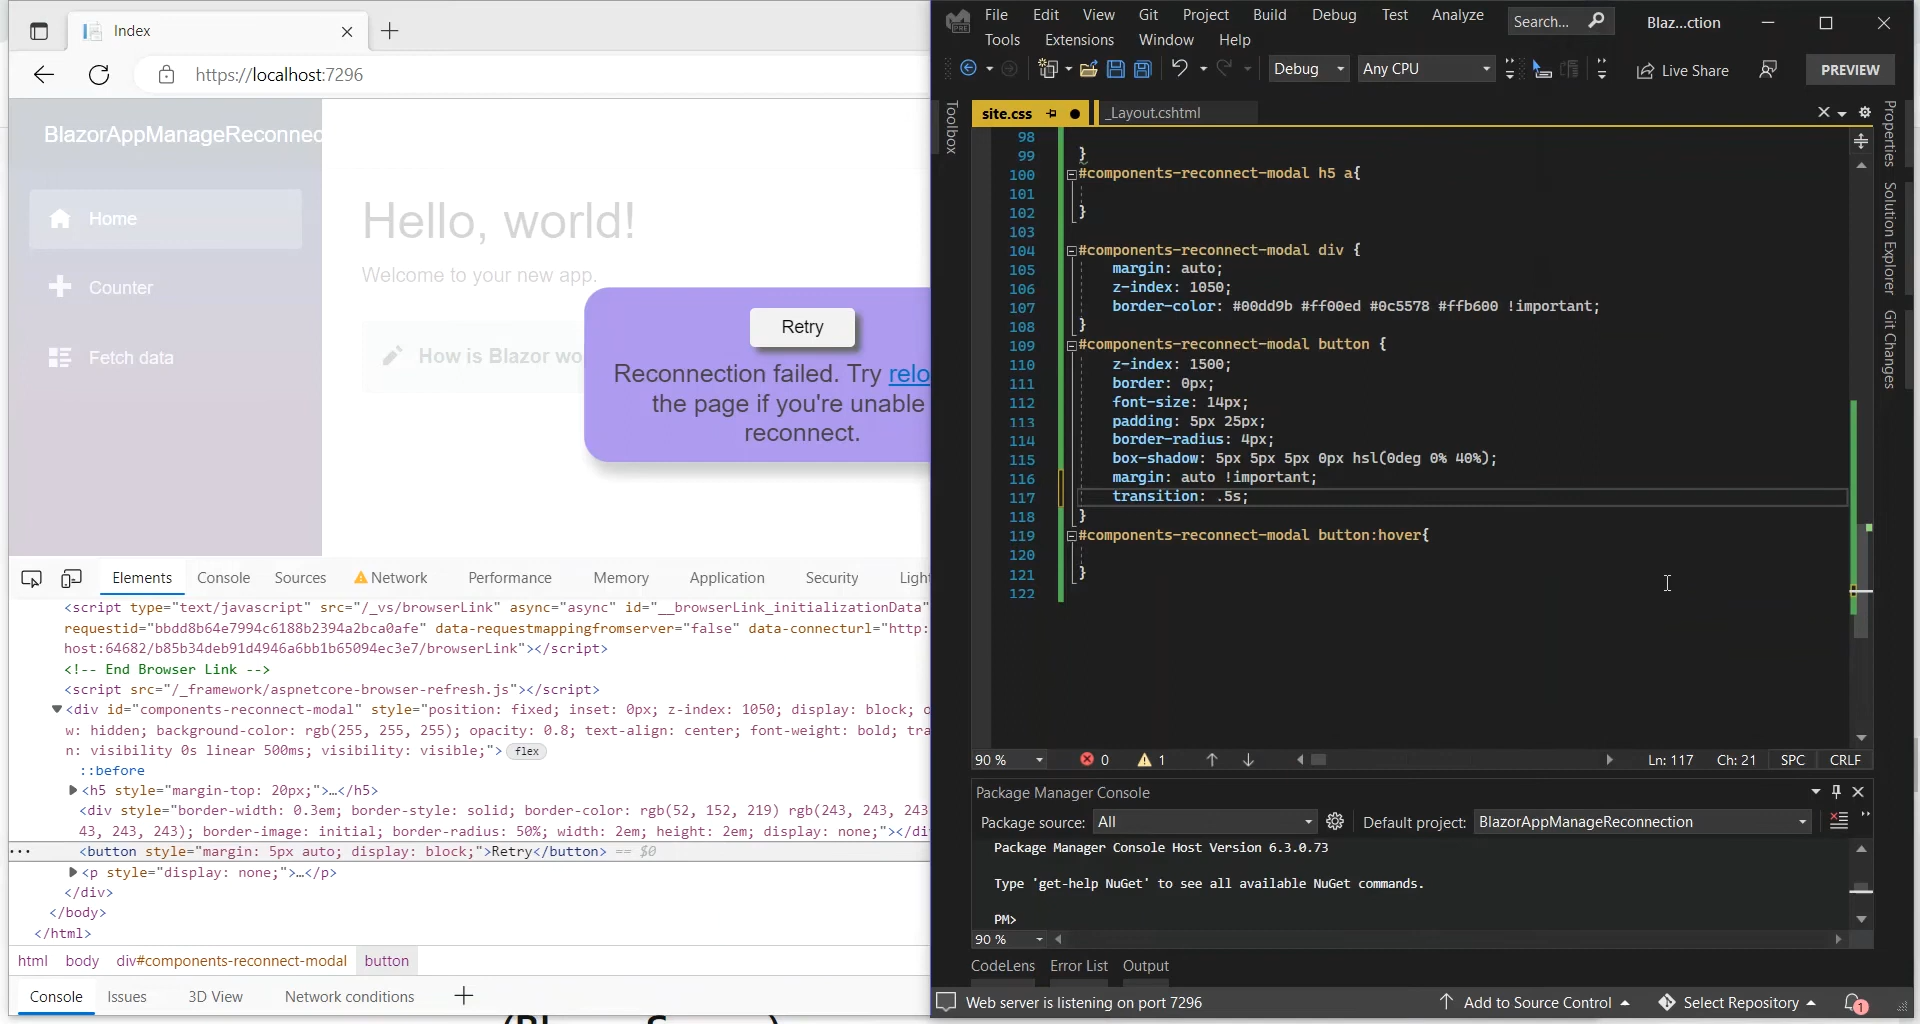 Index
https://localhost:7296
BlazorAppManageReconnec
Home
Counter
Fetch data
Hello, world!
Welcome to your new app.
How is Blazor wo
Retry
Reconnection failed. Try relo
the page if you're unable
reconnect.
Elements Console Sources Network Performance Memory Application Security Ligh
<script type="text/javascript" src="/_vs/browserLink" async="async" id="__browserLink_initializationData"
requestid="bbdd8b64e7994c6188b2394a2bca0afe" data-requestmappingfromserver="false" data-connecturl="http:
host:64682/b85b34deb91d4946a6bb1b65094ec3e7/browserLink"></script>
<!-- End Browser Link -->
<script src="/_framework/aspnetcore-browser-refresh.js"></script>
<div id="components-reconnect-modal" style="position: fixed; inset: 0px; z-index: 1050; display: block; o
w: hidden; background-color: rgb(255, 255, 255); opacity: 0.8; text-align: center; font-weight: bold; tra
n: visibility 0s linear 500ms; visibility: visible;"> flex
::before
<h5 style="margin-top: 20px;">…</h5>
<div style="border-width: 0.3em; border-style: solid; border-color: rgb(52, 152, 219) rgb(243, 243, 243
43, 243, 243); border-image: initial; border-radius: 50%; width: 2em; height: 2em; display: none;"></di
··· <button style="margin: 5px auto; display: block;">Retry</button> == $0
<p style="display: none;">…</p>
</div>
</body>
</html>
html body div#components-reconnect-modal button
Console Issues 3D View Network conditions
File Edit View Git Project Build Debug Test Analyze Search... Blaz...ction
Tools Extensions Window Help
Debug Any CPU Live Share PREVIEW
Toolbox
site.css _Layout.cshtml
98
99 }
100 #components-reconnect-modal h5 a{
101
102 }
103
104 #components-reconnect-modal div {
105 margin: auto;
106 z-index: 1050;
107 border-color: #00dd9b #ff00ed #0c5578 #ffb600 !important;
108 }
109 #components-reconnect-modal button {
110 z-index: 1500;
111 border: 0px;
112 font-size: 14px;
113 padding: 5px 25px;
114 border-radius: 4px;
115 box-shadow: 5px 5px 5px 0px hsl(0deg 0% 40%);
116 margin: auto !important;
117 transition: .5s;
118 }
119 #components-reconnect-modal button:hover{
120
121 }
122
Properties
Solution Explorer
Git Changes
90 % 0 1 Ln: 117 Ch: 21 SPC CRLF
Package Manager Console
Package source: All Default project: BlazorAppManageReconnection
Package Manager Console Host Version 6.3.0.73
Type 'get-help NuGet' to see all available NuGet commands.
PM>
90 %
CodeLens Error List Output
Web server is listening on port 7296 Add to Source Control Select Repository 1